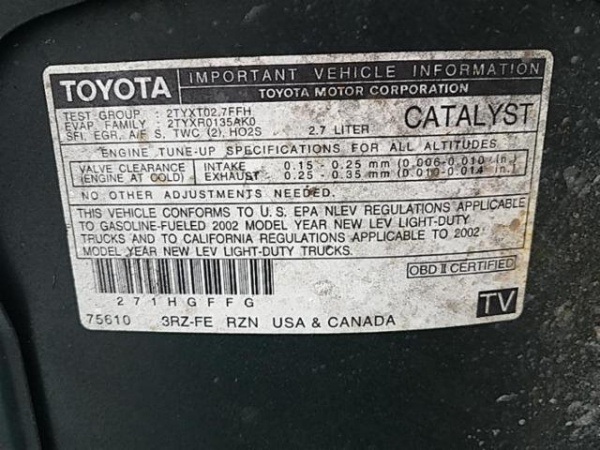 TOYOTA
IMPORTANT VEHICLE INFORMATION
TOYOTA MOTOR CORPORATION
TEST GROUP : 2TYXT02.7FFH
EVAP. FAMILY : 2TYXR0135AK0
SFI, EGR, A/F S, TWC (2), HO2S 2.7 LITER
CATALYST
ENGINE TUNE-UP SPECIFICATIONS FOR ALL ALTITUDES
VALVE CLEARANCE INTAKE 0.15 - 0.25 mm (0.006-0.010 in.)
(ENGINE AT COLD) EXHAUST 0.25 - 0.35 mm (0.010-0.014 in.)
NO OTHER ADJUSTMENTS NEEDED.
THIS VEHICLE CONFORMS TO U.S. EPA NLEV REGULATIONS APPLICABLE
TO GASOLINE-FUELED 2002 MODEL YEAR NEW LEV LIGHT-DUTY
TRUCKS AND TO CALIFORNIA REGULATIONS APPLICABLE TO 2002
MODEL YEAR NEW LEV LIGHT-DUTY TRUCKS.
OBD II CERTIFIED
271HGFFG
75610 3RZ-FE RZN USA & CANADA
TV